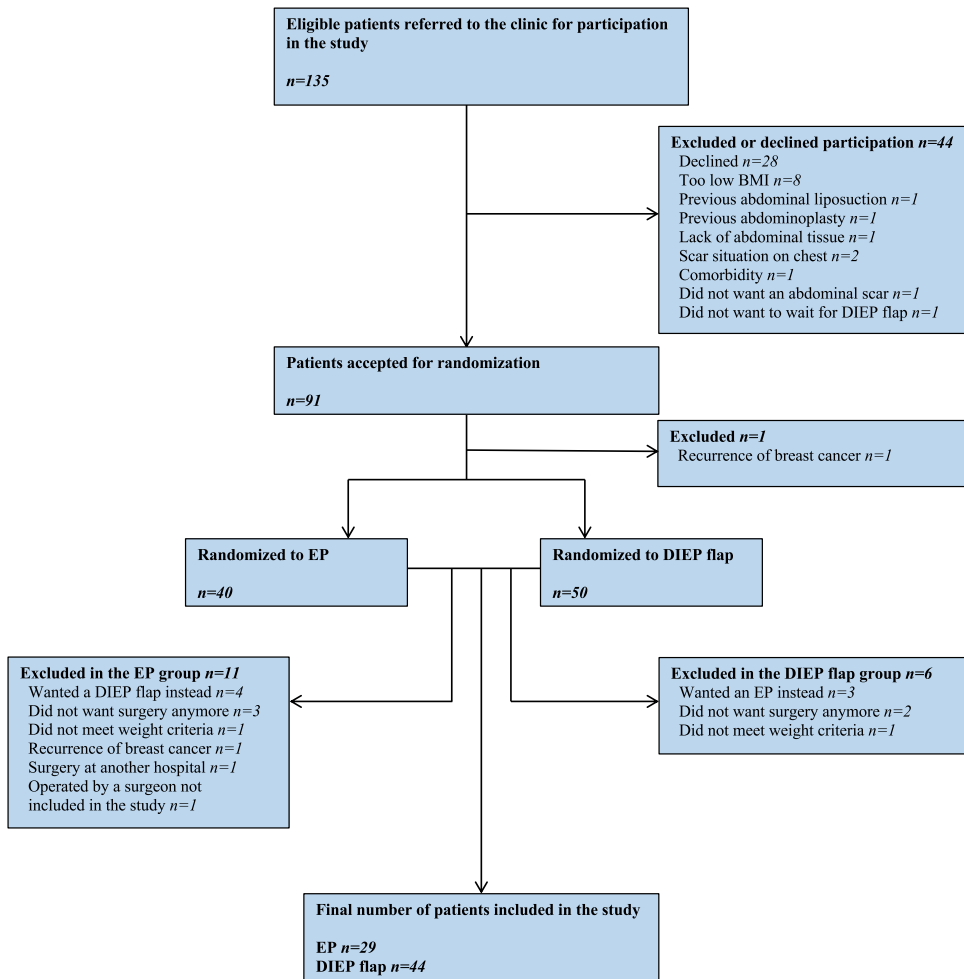 Eligible patients referred to the clinic for participation
in the study
n=135
Excluded or declined participation n=44
Declined n=28
Too low BMI n=8
Previous abdominal liposuction n=1
Previous abdominoplasty n=1
Lack of abdominal tissue n=1
Scar situation on chest n=2
Comorbidity n=1
Did not want an abdominal scar n=1
Did not want to wait for DIEP flap n=1
Patients accepted for randomization
n=91
Excluded n=1
Recurrence of breast cancer n=1
Randomized to EP
n=40
Randomized to DIEP flap
n=50
Excluded in the EP group n=11
Wanted a DIEP flap instead n=4
Did not want surgery anymore n=3
Did not meet weight criteria n=1
Recurrence of breast cancer n=1
Surgery at another hospital n=1
Operated by a surgeon not
included in the study n=1
Excluded in the DIEP flap group n=6
Wanted an EP instead n=3
Did not want surgery anymore n=2
Did not meet weight criteria n=1
Final number of patients included in the study
EP n=29
DIEP flap n=44